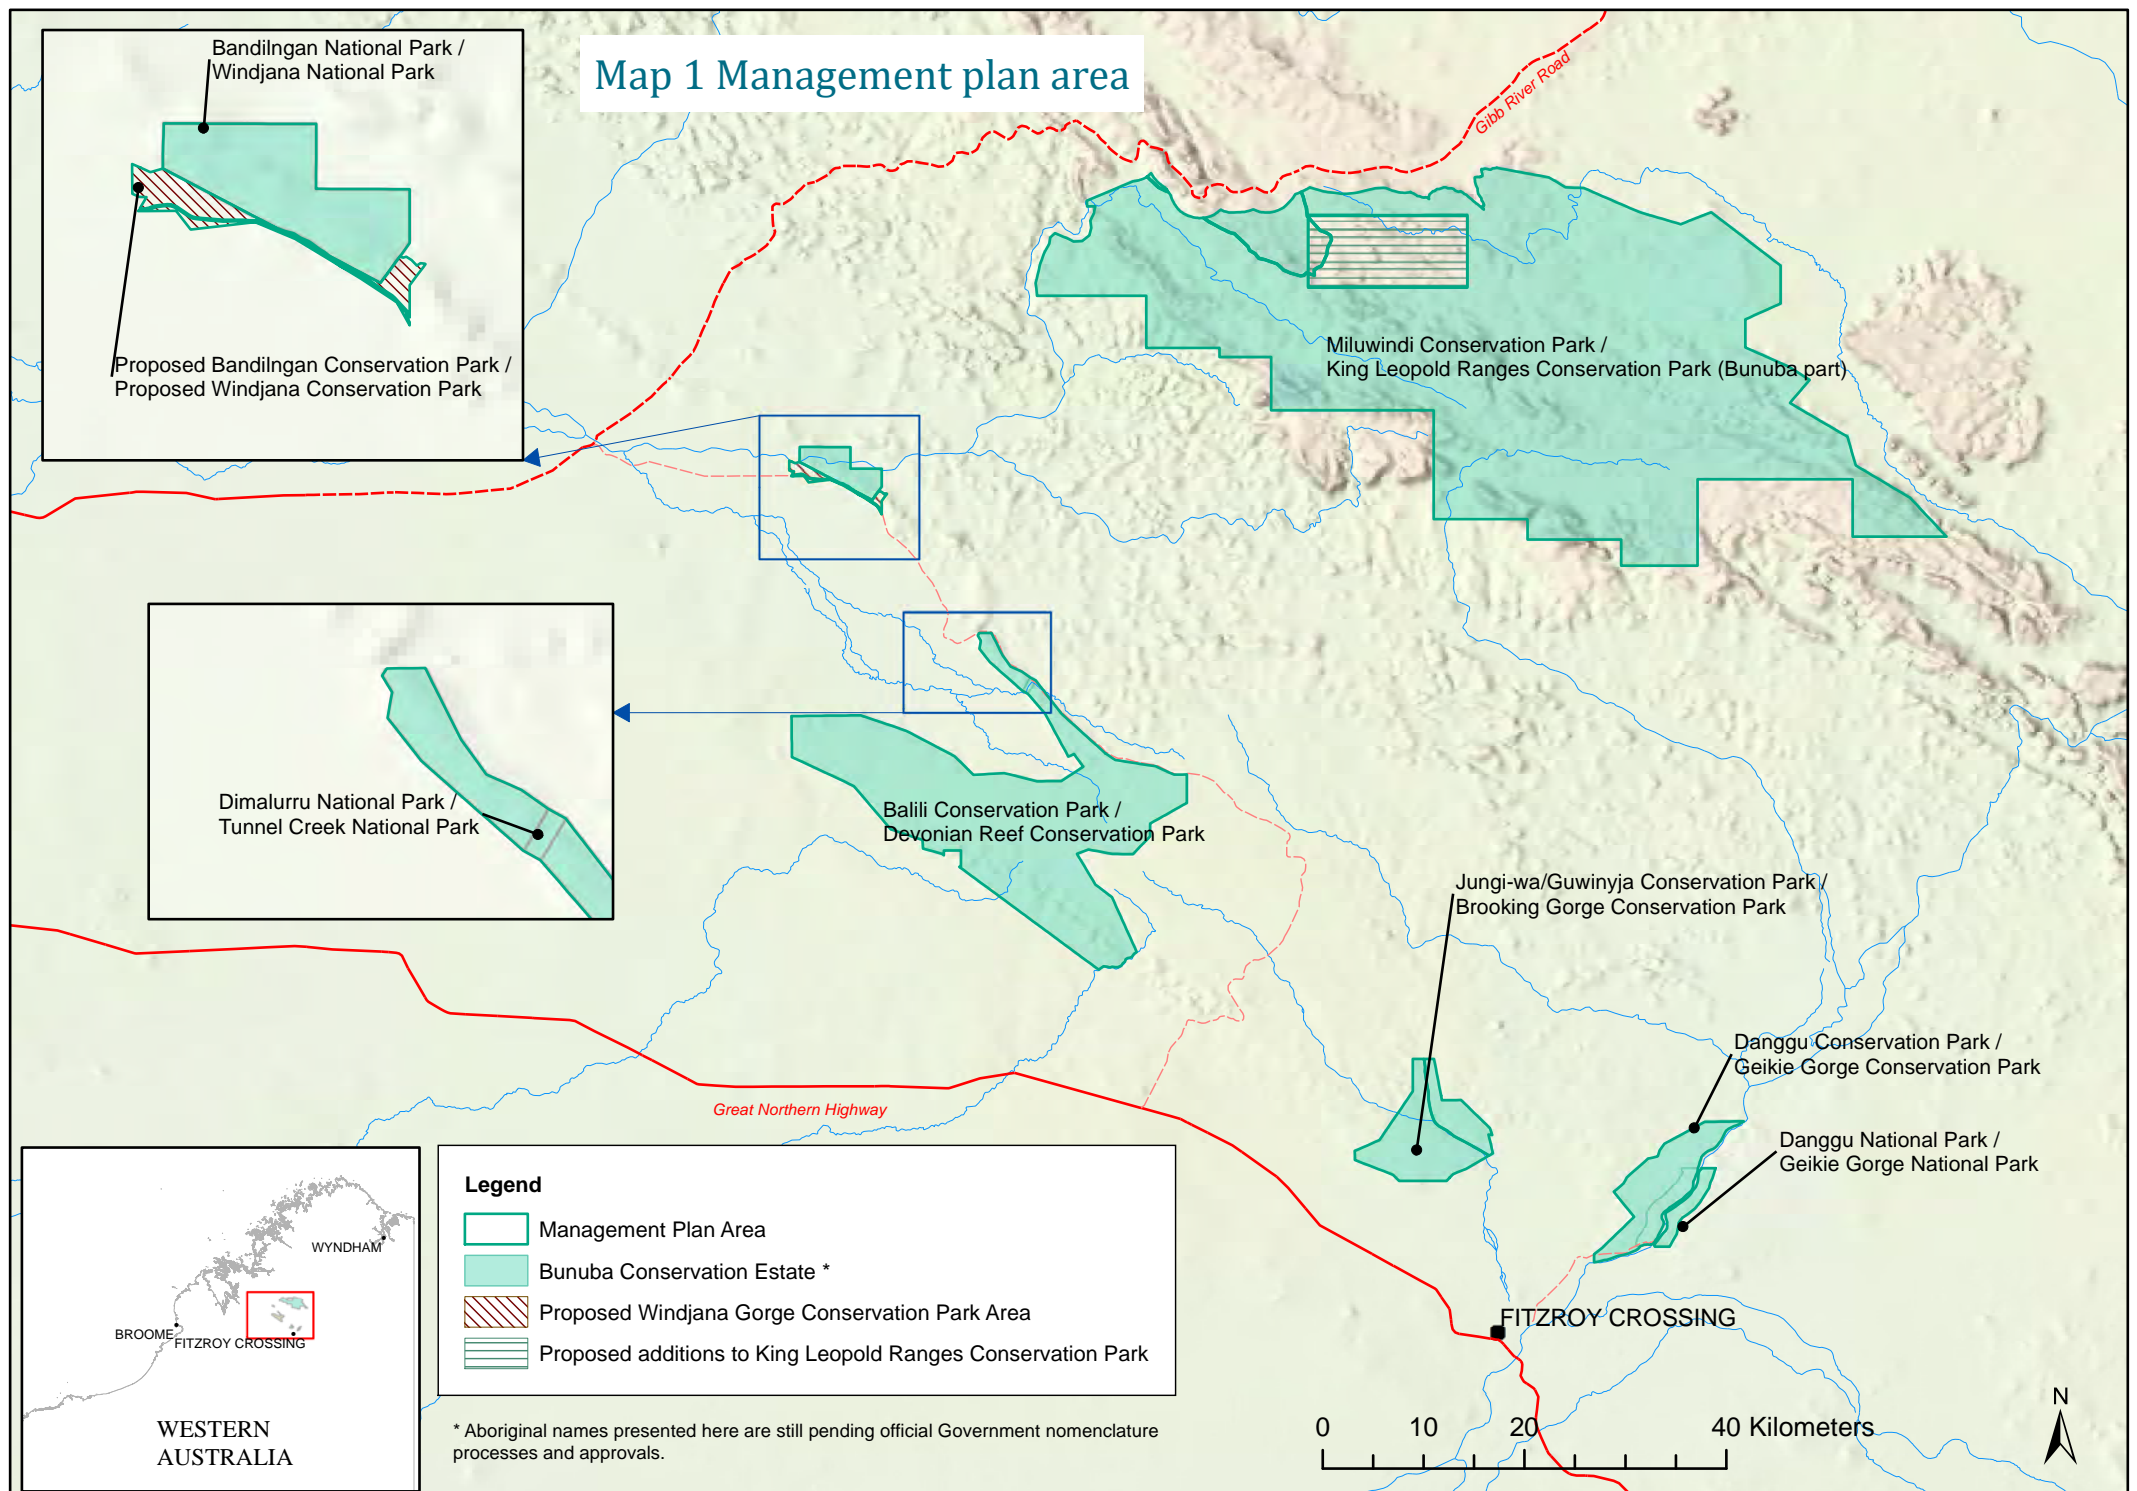 Map 1 Management plan area
Bandilngan National Park /
Windjana National Park
Proposed Bandilngan Conservation Park /
Proposed Windjana Conservation Park
Gibb River Road
Miluwindi Conservation Park /
King Leopold Ranges Conservation Park (Bunuba part)
Dimalurru National Park /
Tunnel Creek National Park
Balili Conservation Park /
Devonian Reef Conservation Park
Jungi-wa/Guwinyja Conservation Park /
Brooking Gorge Conservation Park
Danggu Conservation Park /
Geikie Gorge Conservation Park
Danggu National Park /
Geikie Gorge National Park
Great Northern Highway
FITZROY CROSSING
WYNDHAM
BROOME
FITZROY CROSSING
WESTERN
AUSTRALIA
Legend
Management Plan Area
Bunuba Conservation Estate *
Proposed Windjana Gorge Conservation Park Area
Proposed additions to King Leopold Ranges Conservation Park
* Aboriginal names presented here are still pending official Government nomenclature
processes and approvals.
0 10 20 40 Kilometers
N